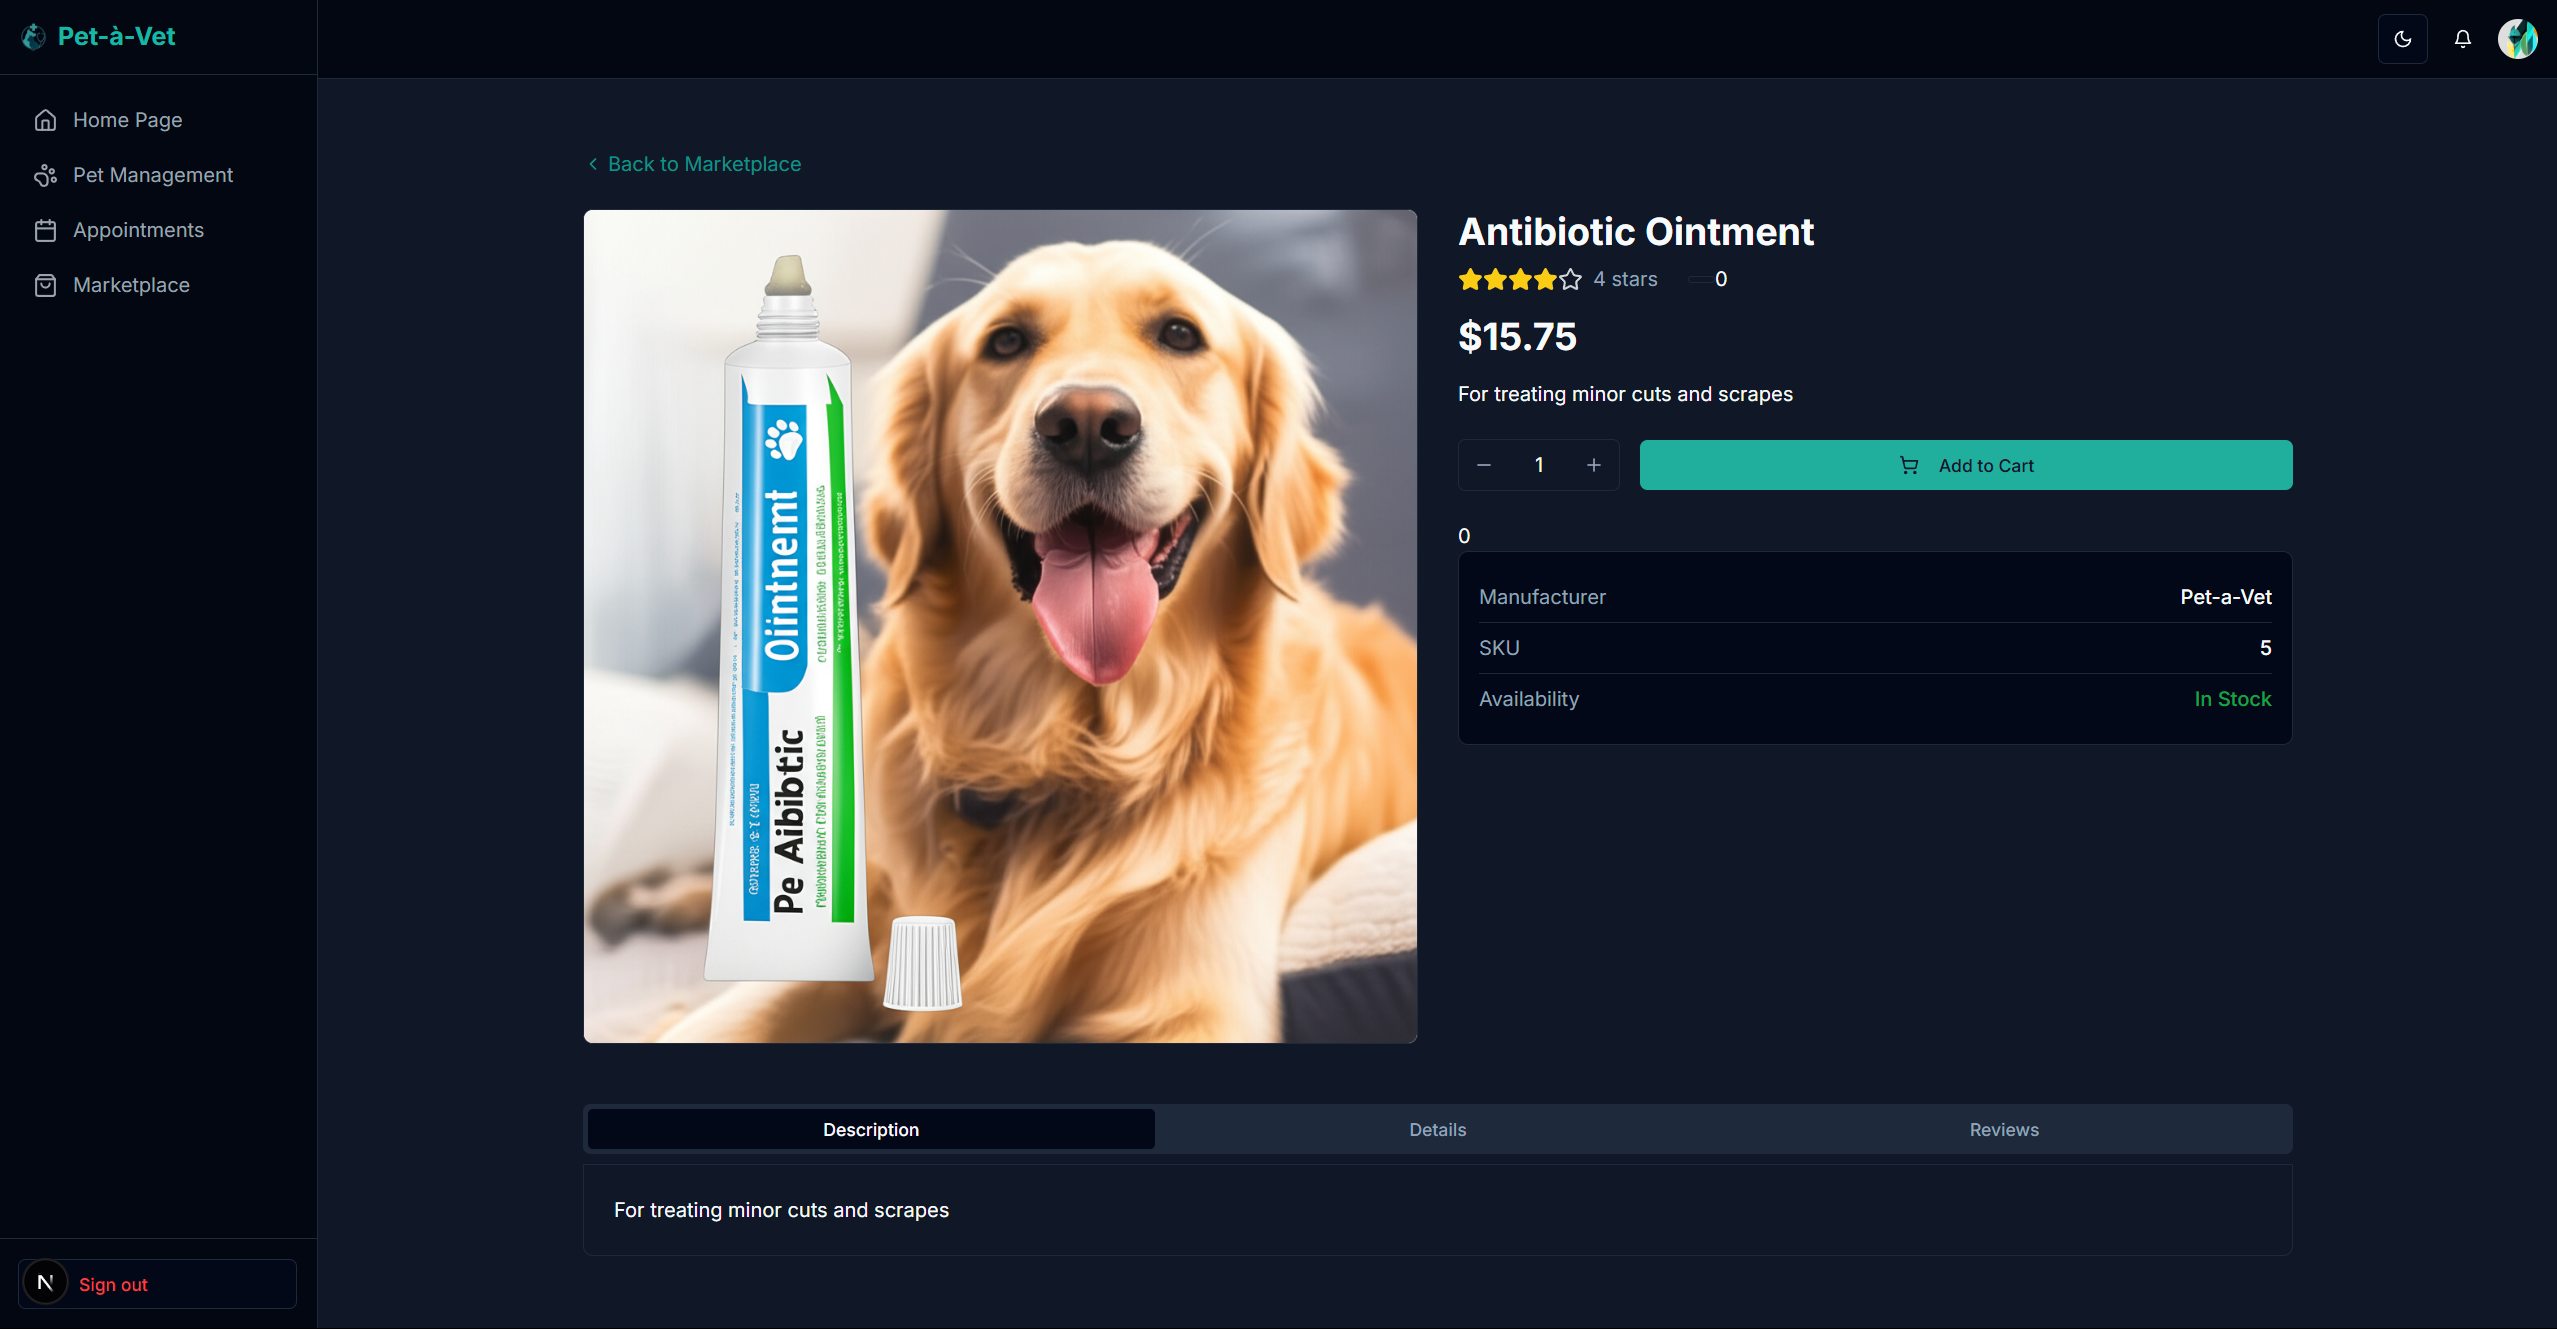 Pet-à-Vet
Home Page
Pet Management
Appointments
Marketplace
Back to Marketplace
Ointnemt
Pe Aibibtic
Antibiotic Ointment
4 stars 0
$15.75
For treating minor cuts and scrapes
1
Add to Cart
0
Manufacturer Pet-a-Vet
SKU 5
Availability In Stock
Description Details Reviews
For treating minor cuts and scrapes
N Sign out